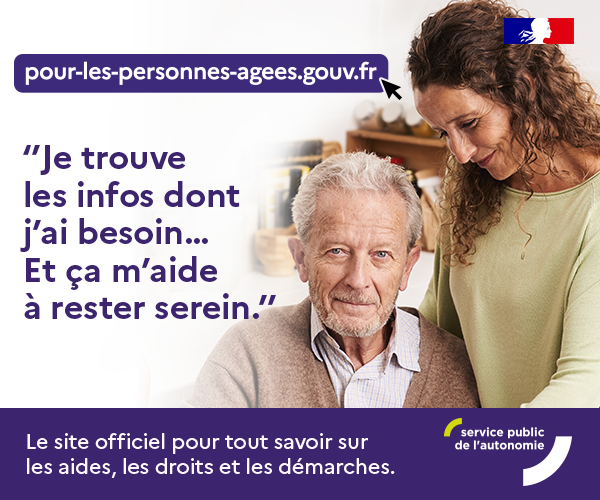 pour-les-personnes-agees.gouv.fr
“Je trouve
les infos dont
j’ai besoin...
Et ça m’aide
à rester serein.”
Le site officiel pour tout savoir sur
les aides, les droits et les démarches.
service public
de l’autonomie